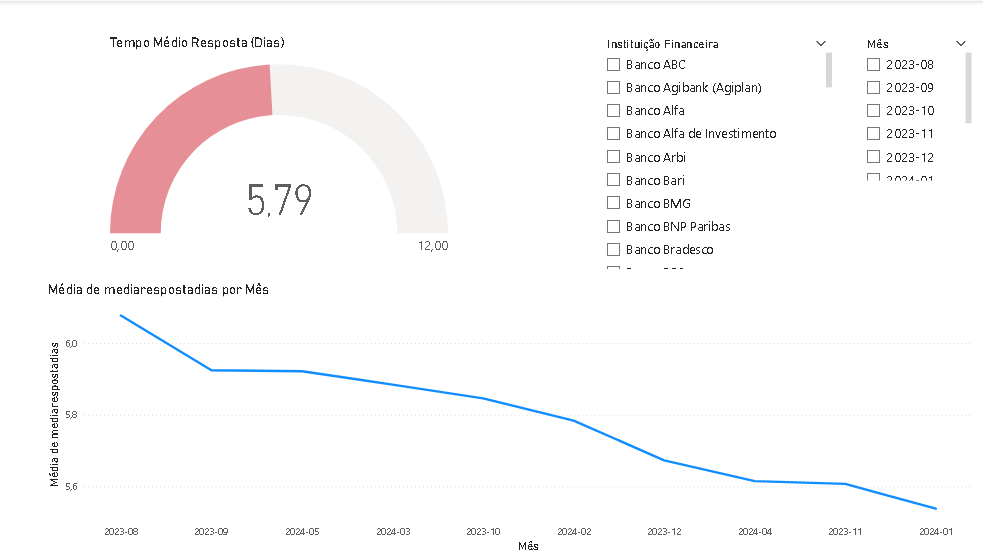 Tempo Médio Resposta (Dias)
5,79
0,00
12,00
Instituição Financeira
Banco ABC
Banco Agibank (Agiplan)
Banco Alfa
Banco Alfa de Investimento
Banco Arbi
Banco Bari
Banco BMG
Banco BNP Paribas
Banco Bradesco
Mês
2023-08
2023-09
2023-10
2023-11
2023-12
2024-01
Média de mediarespostadias por Mês
Média de mediarespostadias
6,0
5,8
5,6
2023-08 2023-09 2024-05 2024-03 2023-10 2024-02 2023-12 2024-04 2023-11 2024-01
Mês